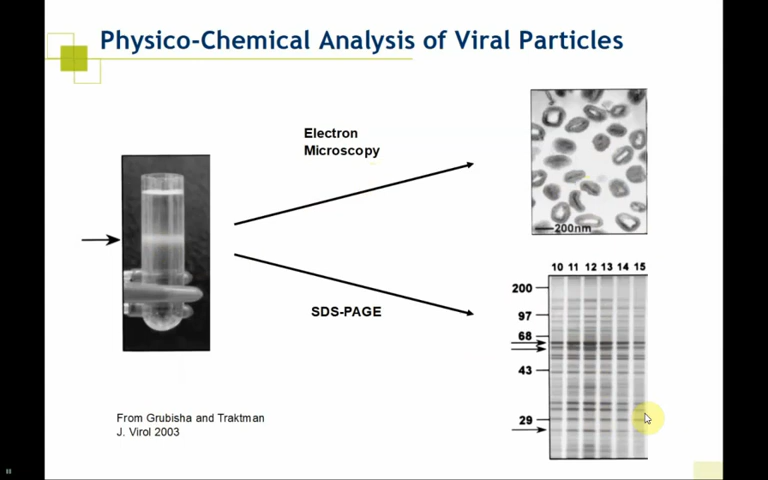 Physico-Chemical Analysis of Viral Particles
Electron
Microscopy
200nm
SDS-PAGE
10 11 12 13 14 15
200
97
68
43
29
From Grubisha and Traktman
J. Virol 2003